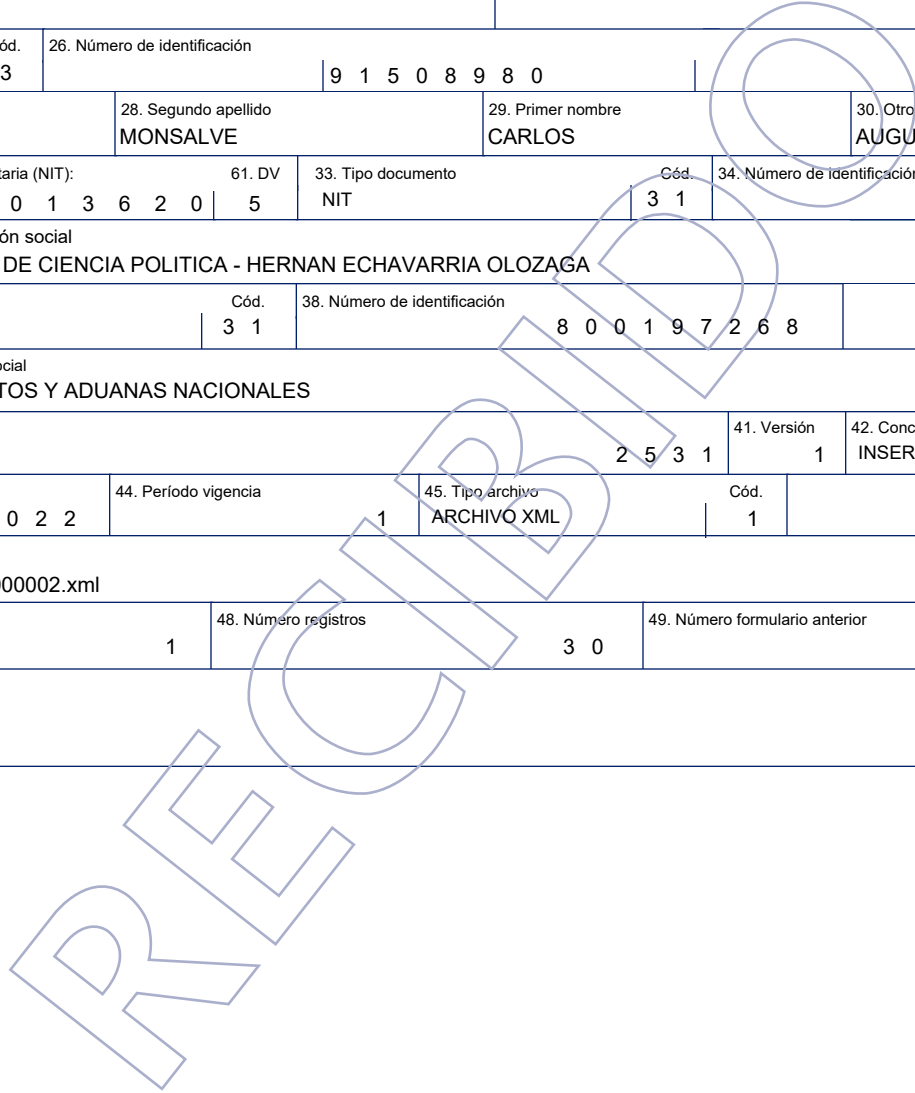 ód. 26. Número de identificación
3 9 1 5 0 8 9 8 0
28. Segundo apellido 29. Primer nombre 30. Otro
MONSALVE CARLOS AUGU
taria (NIT): 61. DV 33. Tipo documento Cód. 34. Número de identificación
0 1 3 6 2 0 5 NIT 3 1
ón social
DE CIENCIA POLITICA - HERNAN ECHAVARRIA OLOZAGA
Cód. 38. Número de identificación
3 1 8 0 0 1 9 7 2 6 8
ocial
TOS Y ADUANAS NACIONALES
41. Versión 42. Conc
2 5 3 1 1 INSER
44. Período vigencia 45. Tipo archivo Cód.
0 2 2 1 ARCHIVO XML 1
00002.xml
48. Número registros 49. Número formulario anterior
1 3 0
RECIBIDO